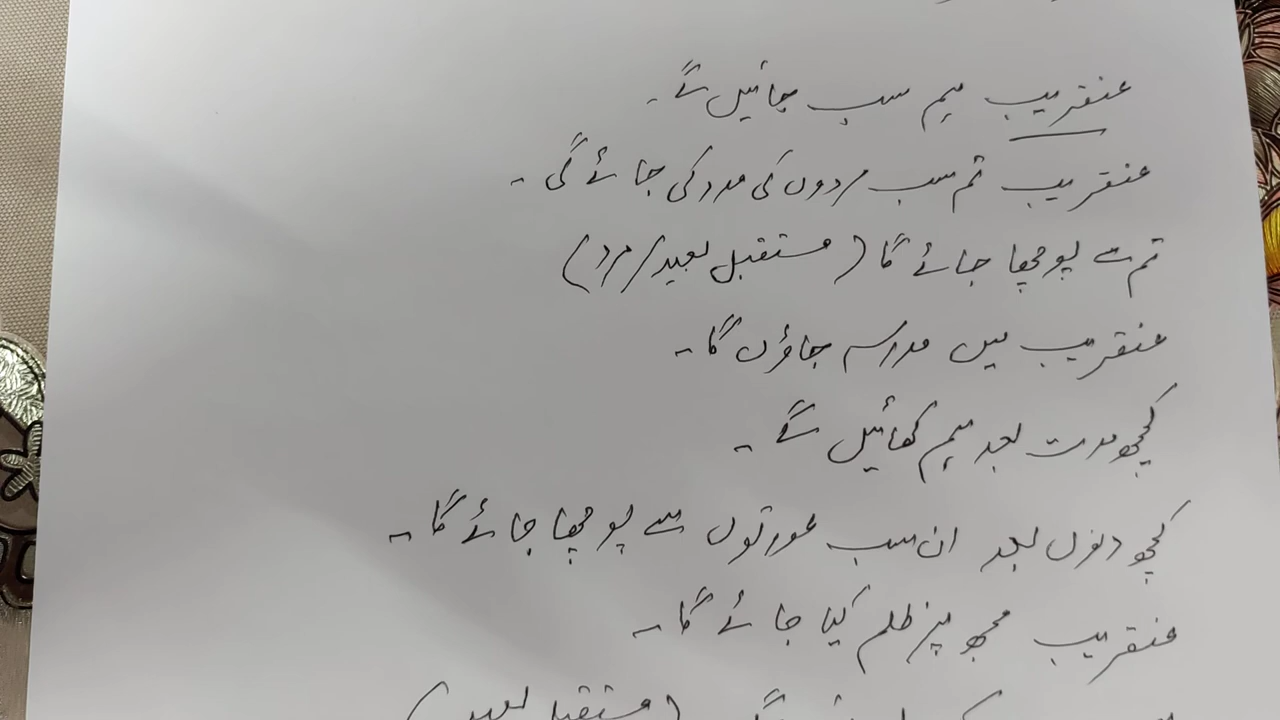 عنقریب ہم سب جائیں گے۔
عنقریب تم سب مردوں کی مدد کی جائے گی۔
تم سے پوچھا جائے گا (مستقبل بعید/مرد)
عنقریب میں مدرسہ جاؤں گا۔
کچھ مدت بعد ہم کھائیں گے۔
کچھ دنوں بعد ان سب عورتوں سے پوچھا جائے گا۔
عنقریب مجھ پر ظلم کیا جائے گا۔
(مستقبل بعید)